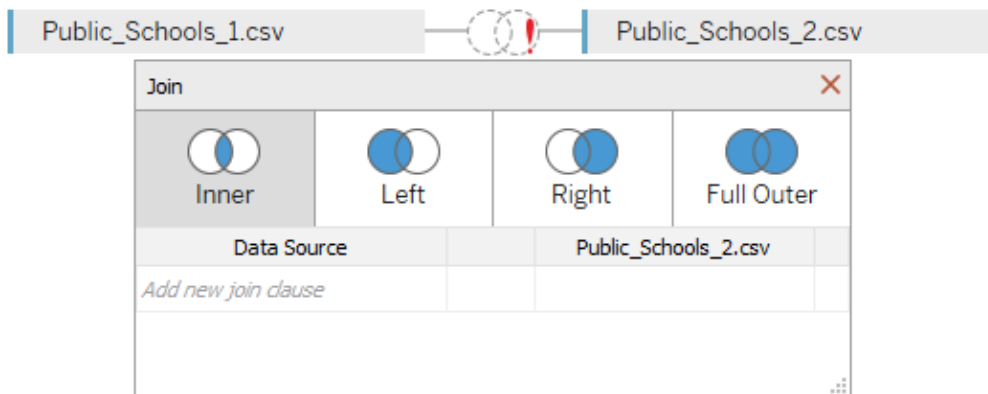 Public_Schools_1.csv
Public_Schools_2.csv
Join
Inner
Left
Right
Full Outer
Data Source
Public_Schools_2.csv
Add new join clause